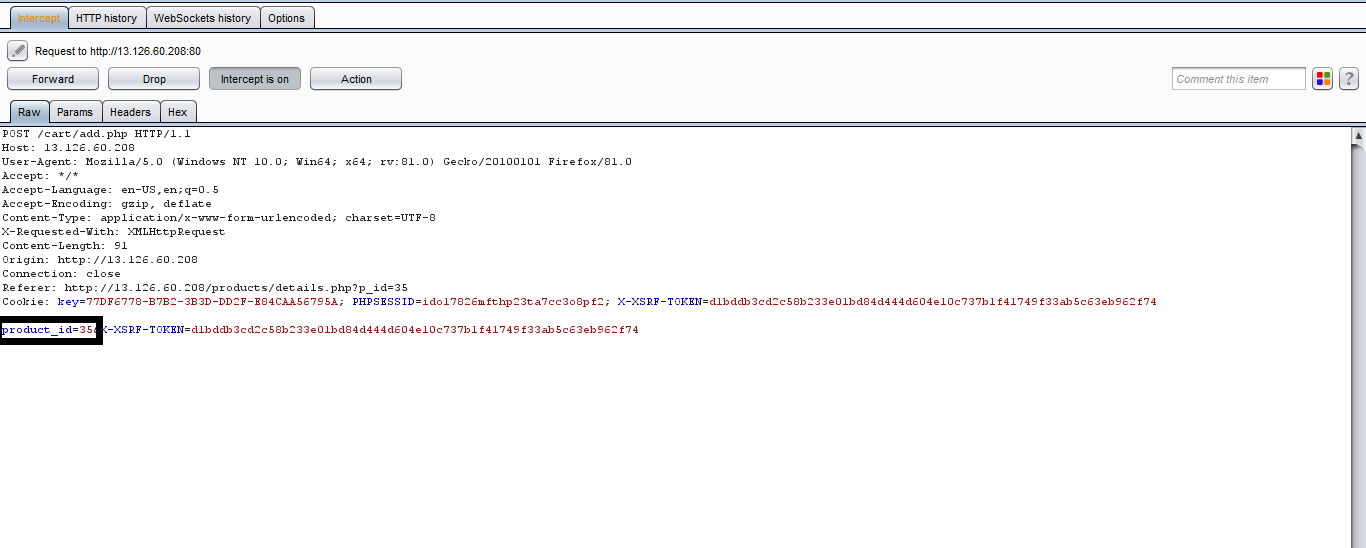 Intercept HTTP history WebSockets history Options
Request to http://13.126.60.208:80
Forward Drop Intercept is on Action Comment this item ?
Raw Params Headers Hex
POST /cart/add.php HTTP/1.1
Host: 13.126.60.208
User-Agent: Mozilla/5.0 (Windows NT 10.0; Win64; x64; rv:81.0) Gecko/20100101 Firefox/81.0
Accept: */*
Accept-Language: en-US,en;q=0.5
Accept-Encoding: gzip, deflate
Content-Type: application/x-www-form-urlencoded; charset=UTF-8
X-Requested-With: XMLHttpRequest
Content-Length: 91
Origin: http://13.126.60.208
Connection: close
Referer: http://13.126.60.208/products/details.php?p_id=35
Cookie: key=77DF6778-B7B2-3B3D-DD2F-E84CAA56795A; PHPSESSID=ido17826mfthp23ta7cc3o8pf2; X-XSRF-TOKEN=d1bddb3cd2c58b233e01bd84d444d604e10c737b1f41749f33ab5c63eb962f74
product_id=35&X-XSRF-TOKEN=d1bddb3cd2c58b233e01bd84d444d604e10c737b1f41749f33ab5c63eb962f74